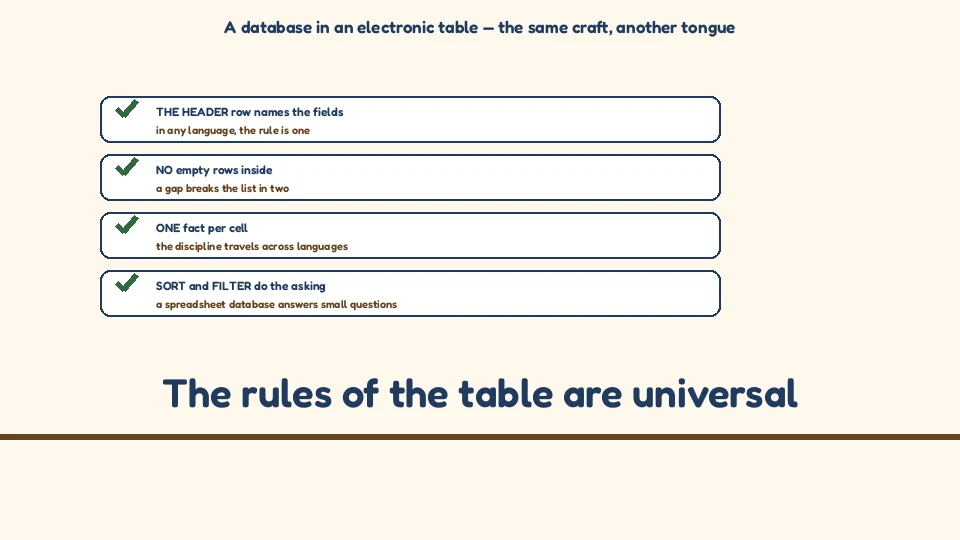 A database in an electronic table — the same craft, another tongue
THE HEADER row names the fields
in any language, the rule is one
NO empty rows inside
a gap breaks the list in two
ONE fact per cell
the discipline travels across languages
SORT and FILTER do the asking
a spreadsheet database answers small questions
The rules of the table are universal